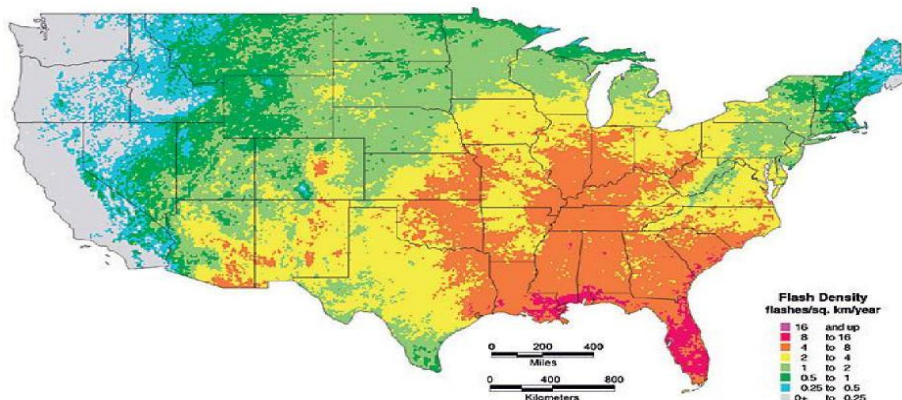 Flash Density
flashes/sq. km/year
16 and up
8 to 16
4 to 8
2 to 4
1 to 2
0.5 to 1
0.25 to 0.5
0+ to 0.25
0 200 400
Miles
0 400 800
Kilometers